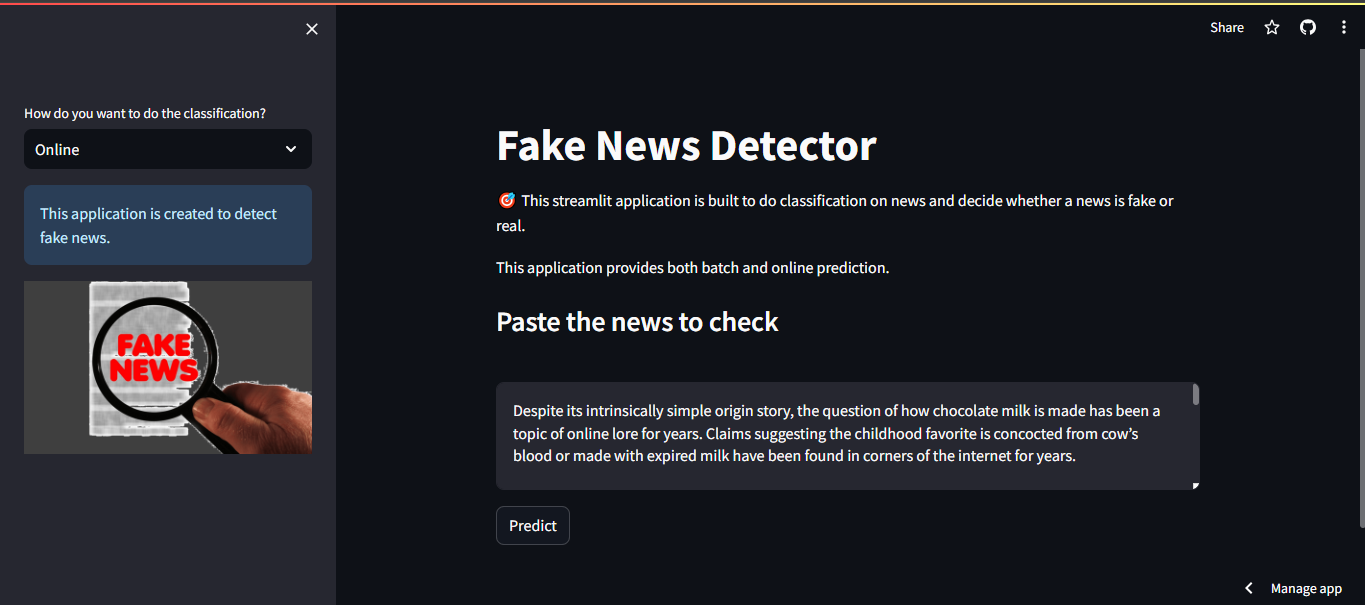 Share
How do you want to do the classification?
Online
This application is created to detect
fake news.
FAKE
NEWS
Fake News Detector
🎯 This streamlit application is built to do classification on news and decide whether a news is fake or
real.
This application provides both batch and online prediction.
Paste the news to check
Despite its intrinsically simple origin story, the question of how chocolate milk is made has been a
topic of online lore for years. Claims suggesting the childhood favorite is concocted from cow’s
blood or made with expired milk have been found in corners of the internet for years.
Predict
Manage app